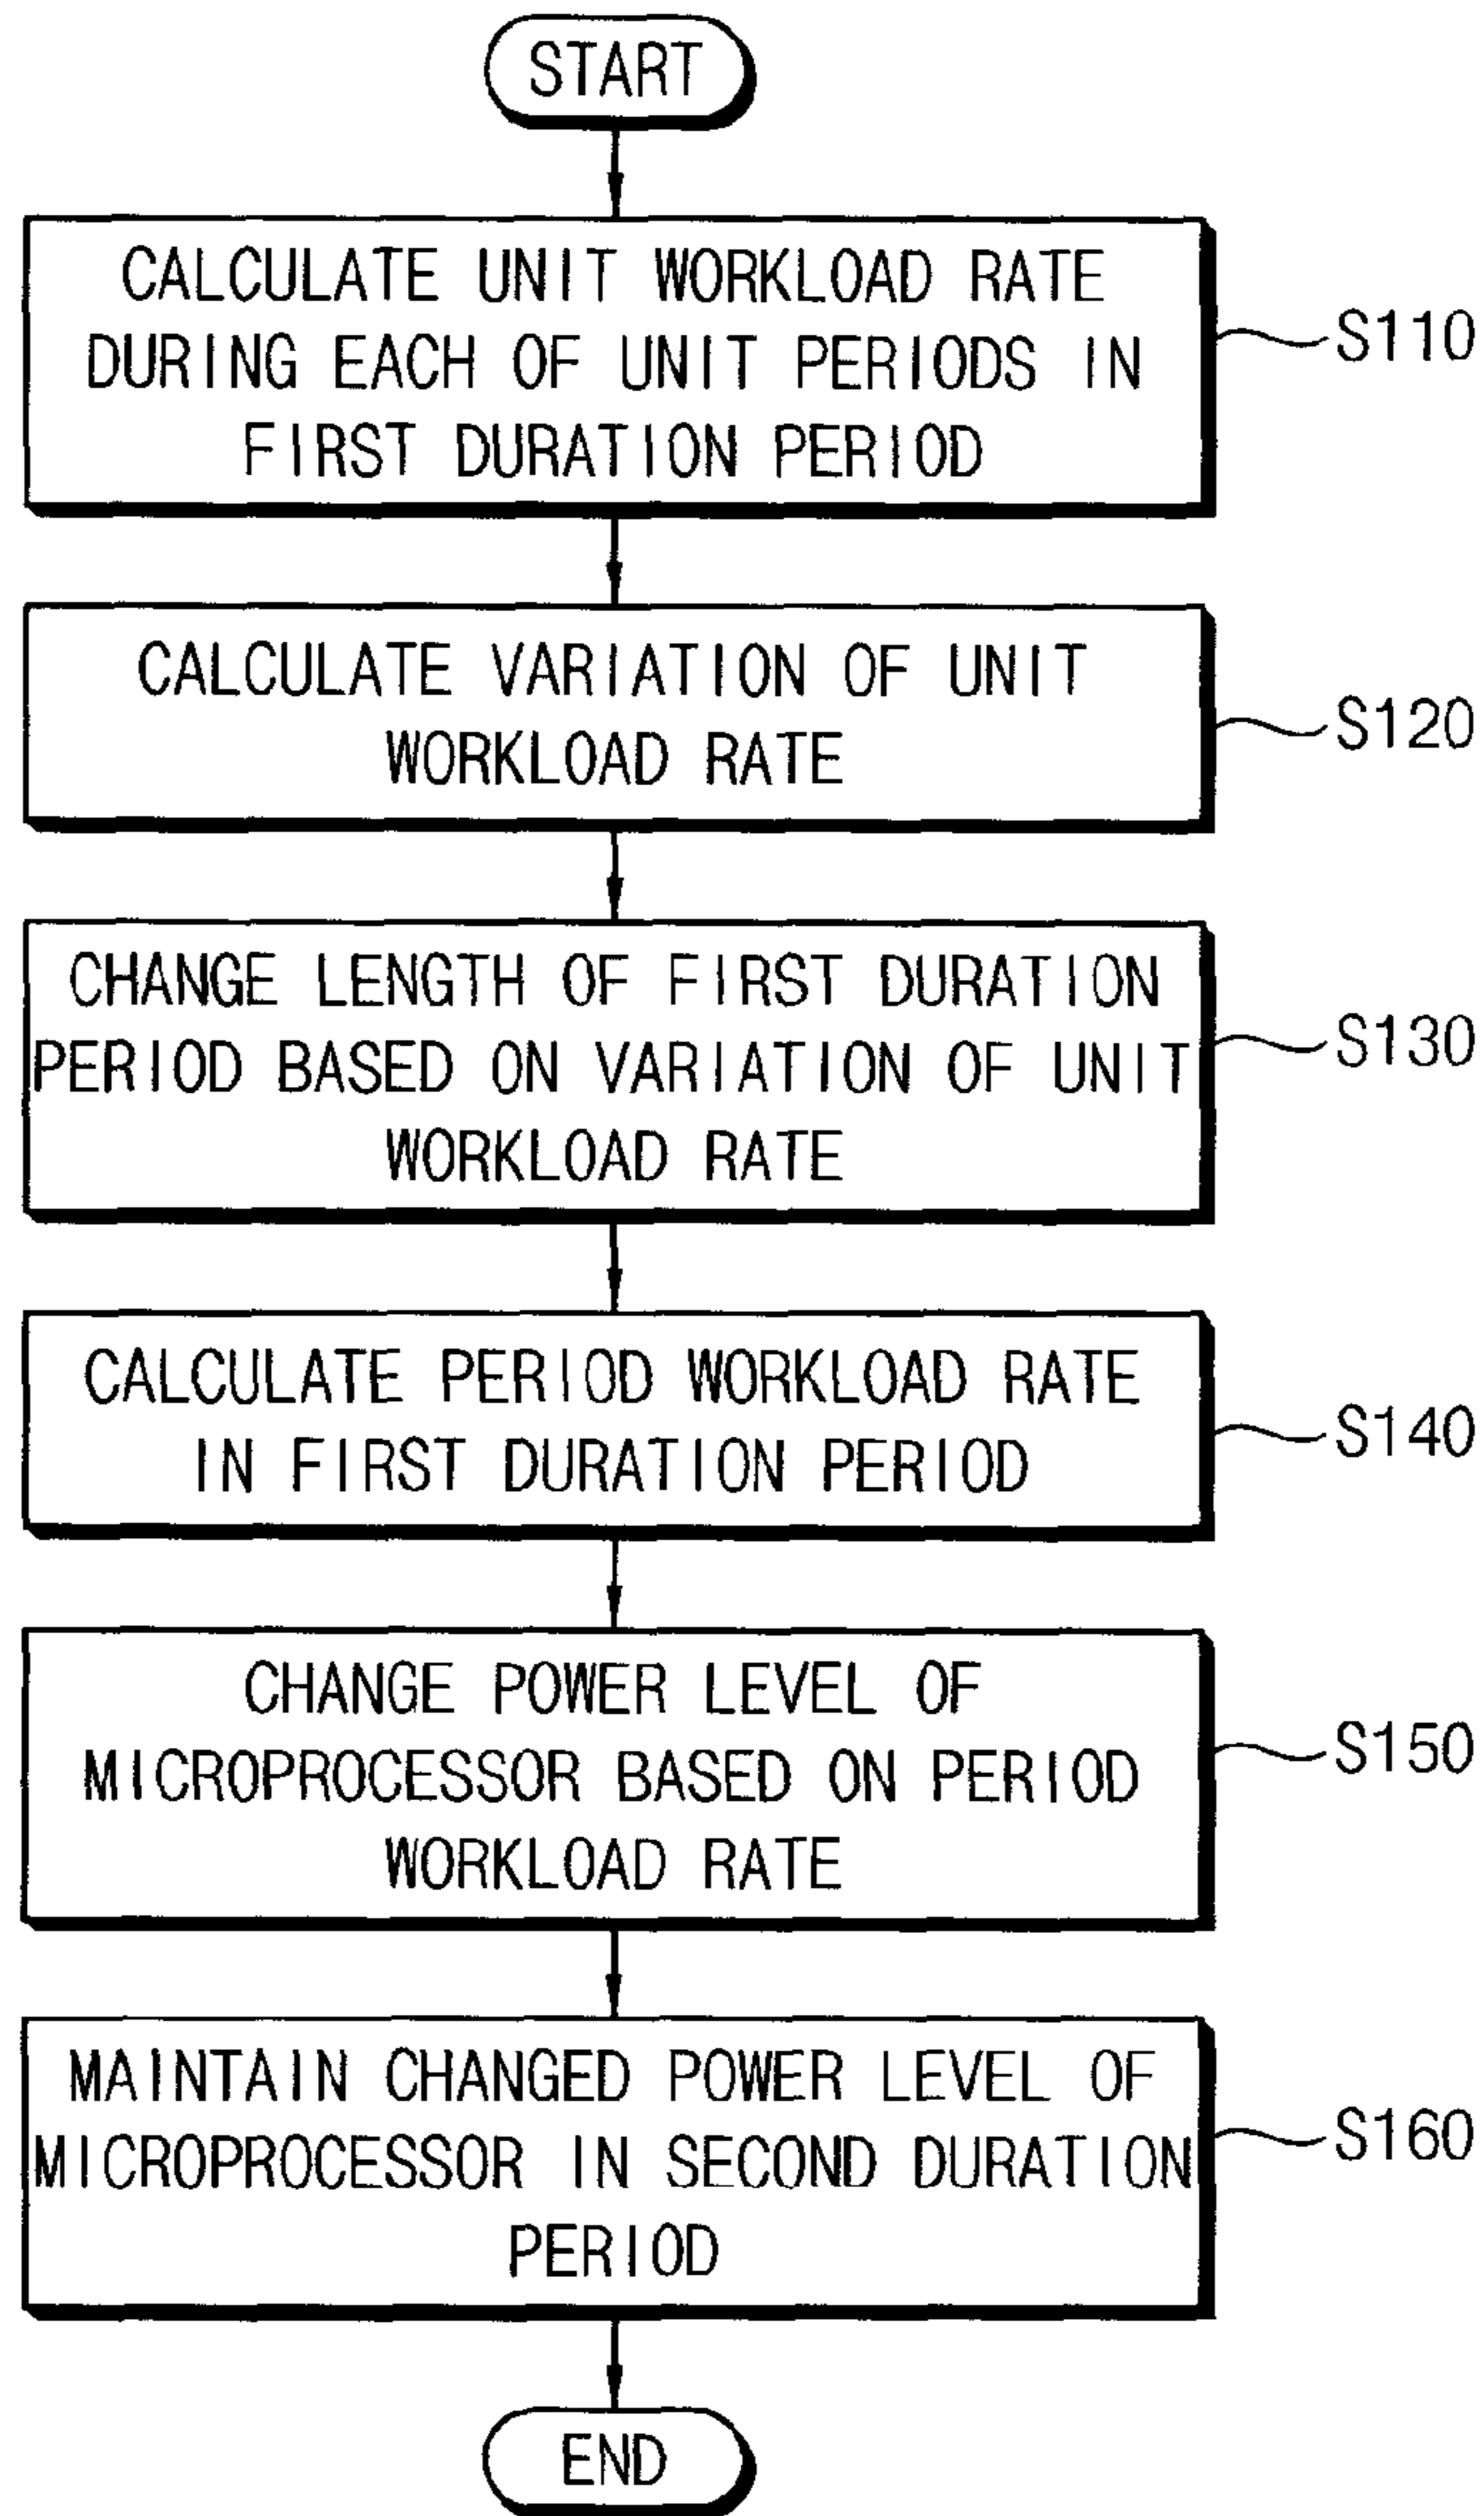 START
CALCULATE UNIT WORKLOAD RATE
DURING EACH OF UNIT PERIODS IN
FIRST DURATION PERIOD
S110
CALCULATE VARIATION OF UNIT
WORKLOAD RATE
S120
CHANGE LENGTH OF FIRST DURATION
PERIOD BASED ON VARIATION OF UNIT
WORKLOAD RATE
S130
CALCULATE PERIOD WORKLOAD RATE
IN FIRST DURATION PERIOD
S140
CHANGE POWER LEVEL OF
MICROPROCESSOR BASED ON PERIOD
WORKLOAD RATE
S150
MAINTAIN CHANGED POWER LEVEL OF
MICROPROCESSOR IN SECOND DURATION
PERIOD
S160
END